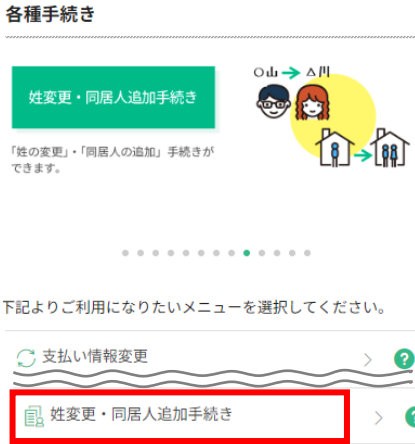 各種手続き
○山→△川
姓変更・同居人追加手続き
「姓の変更」・「同居人の追加」手続きが
できます。
下記よりご利用になりたいメニューを選択してください。
支払い情報変更 > ?
姓変更・同居人追加手続き > ?